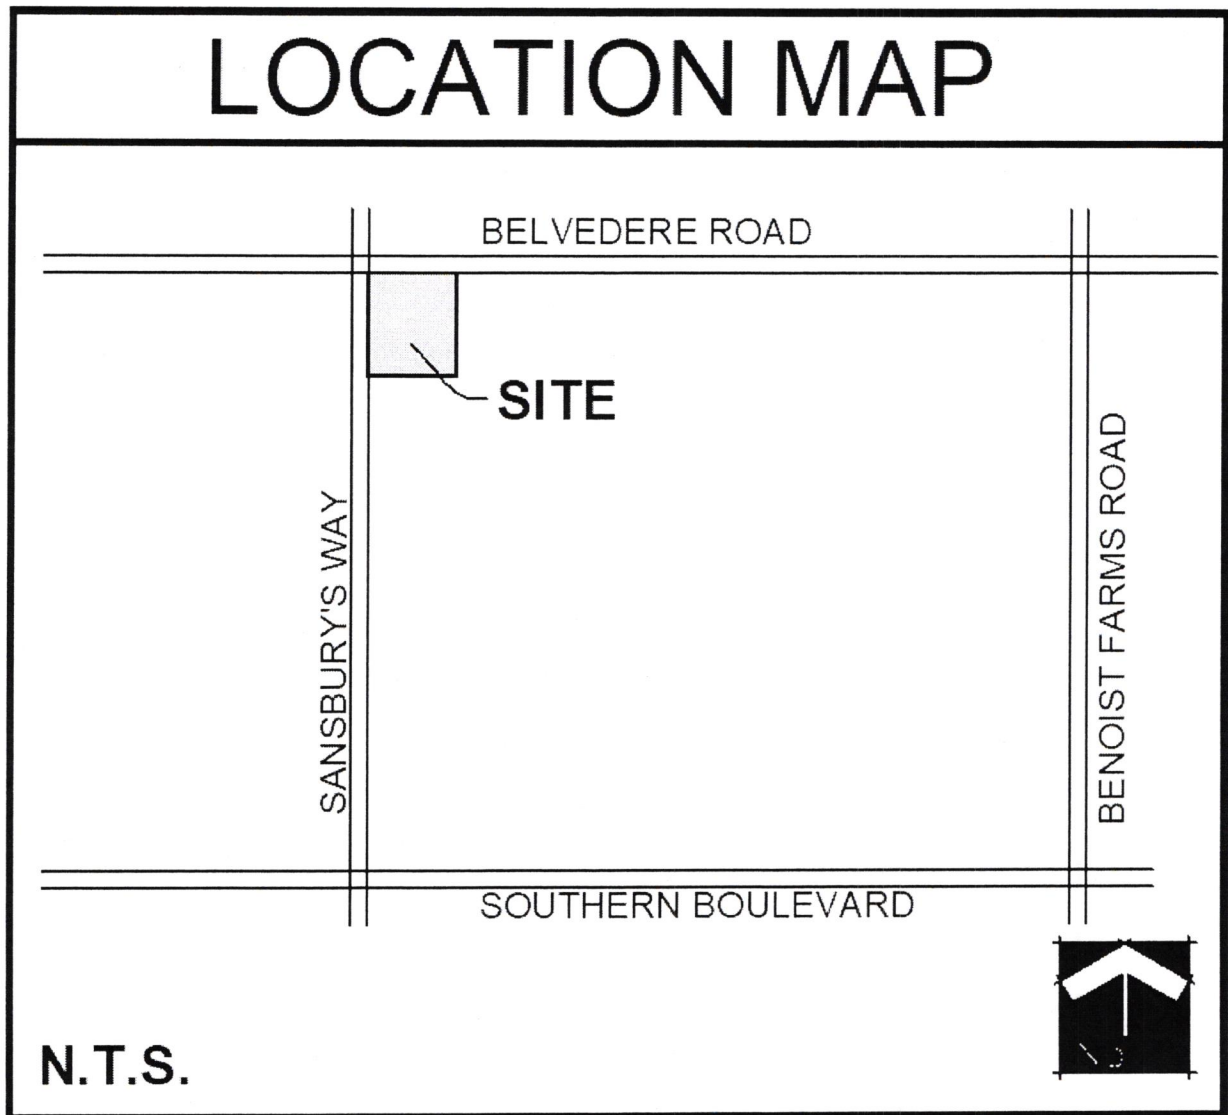 LOCATION MAP
BELVEDERE ROAD
SITE
SANSBURY'S WAY
BENOIST FARMS ROAD
SOUTHERN BOULEVARD
N.T.S.